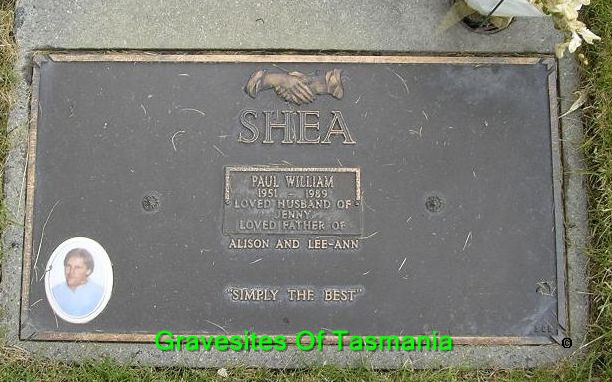 SHEA
PAUL WILLIAM
1951 - 1989
LOVED HUSBAND OF
JENNY
LOVED FATHER OF
ALISON AND LEE-ANN
"SIMPLY THE BEST"
Gravesites Of Tasmania